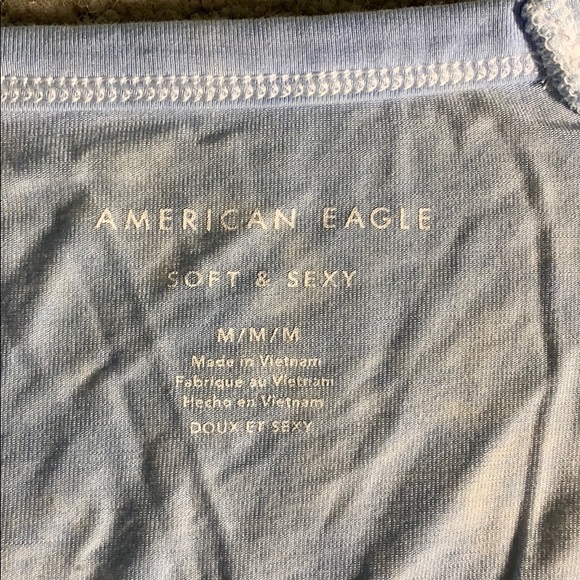 AMERICAN EAGLE
SOFT & SEXY
M/M/M
Made in Vietnam
Fabrique au Vietnam
Hecho en Vietnam
DOUX ET SEXY